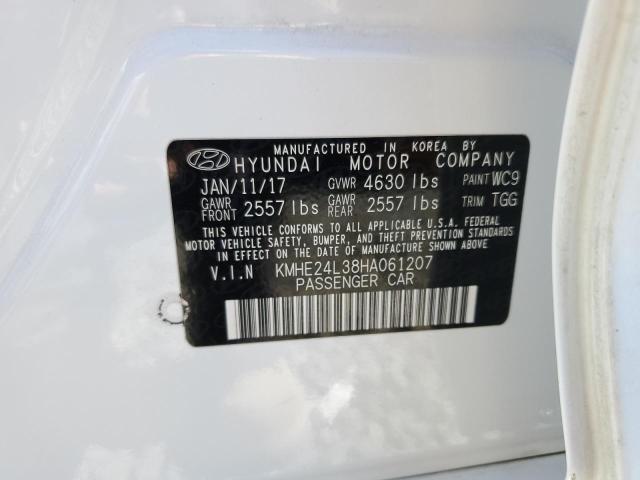 MANUFACTURED IN KOREA BY
HYUNDAI MOTOR COMPANY
JAN/11/17 GVWR 4630 lbs PAINT WC9
GAWR FRONT 2557 lbs GAWR REAR 2557 lbs TRIM TGG
THIS VEHICLE CONFORMS TO ALL APPLICABLE U.S.A. FEDERAL
MOTOR VEHICLE SAFETY, BUMPER, AND THEFT PREVENTION
STANDARDS IN EFFECT ON THE DATE OF MANUFACTURE SHOWN ABOVE.
V.I.N KMHE24L38HA061207
PASSENGER CAR